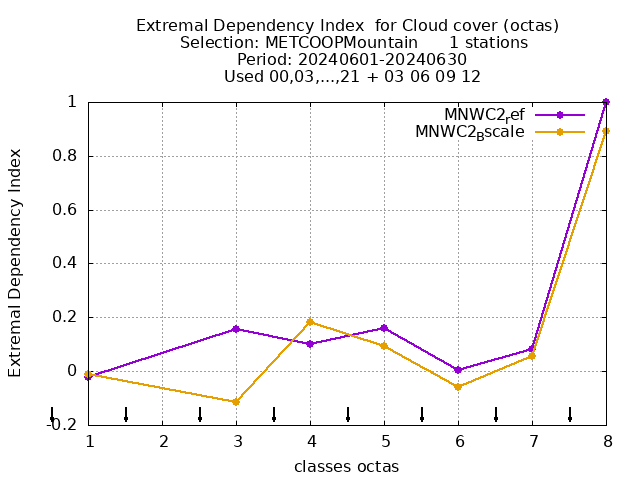 Extremal Dependency Index  for Cloud cover (octas)
Selection: METCOOPMountain      1 stations
Period: 20240601-20240630
Used 00,03,...,21 + 03 06 09 12
MNWC2ref
MNWC2Bscale
Extremal Dependency Index
1
0.8
0.6
0.4
0.2
0
-0.2
1 2 3 4 5 6 7 8
classes octas